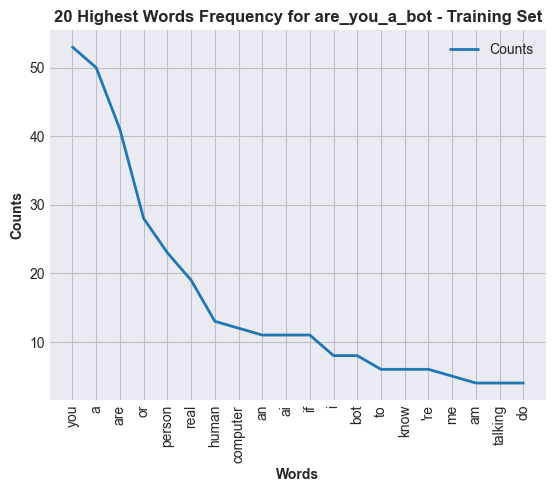 20 Highest Words Frequency for are_you_a_bot - Training Set
Counts
50
40
30
20
10
Counts
you
a
are
or
person
real
human
computer
an
ai
if
i
bot
to
know
're
me
am
talking
do
Words